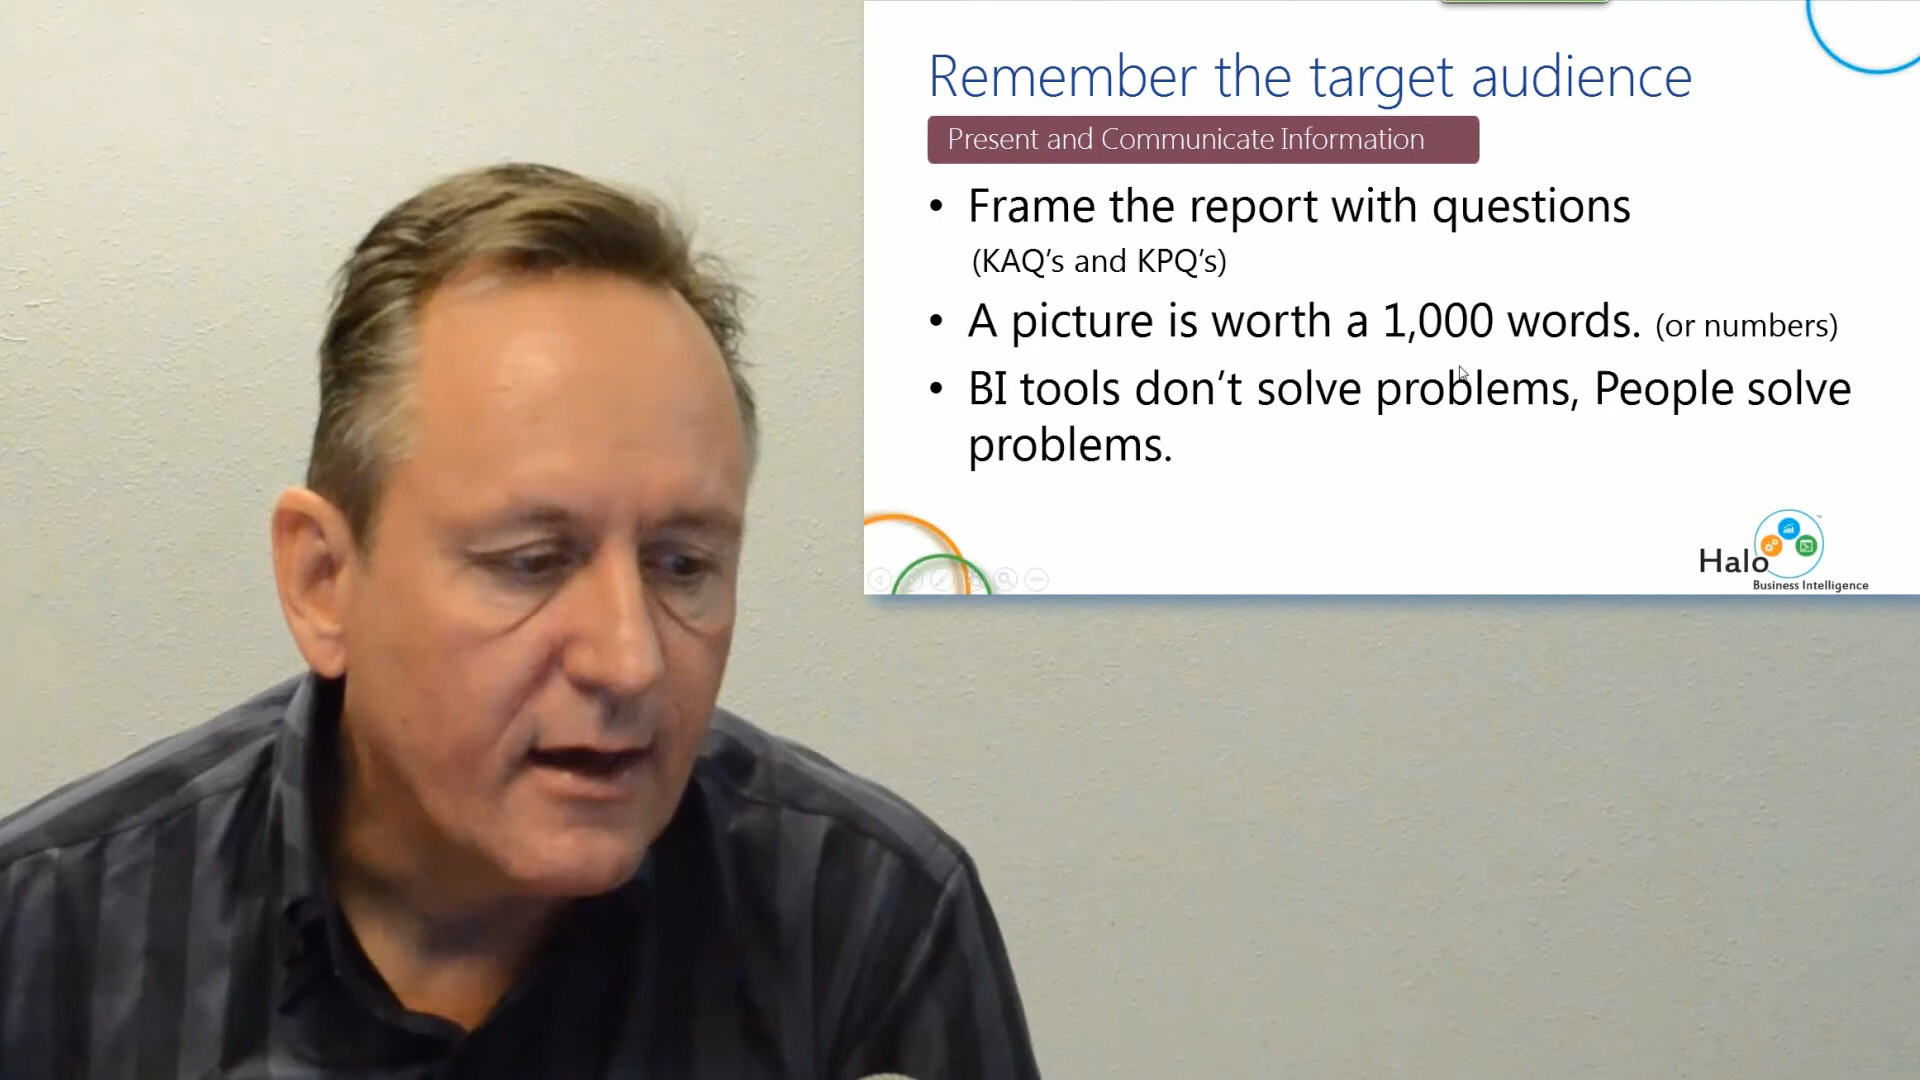 Remember the target audience
Present and Communicate Information
• Frame the report with questions
(KAQ's and KPQ's)
• A picture is worth a 1,000 words. (or numbers)
• BI tools don't solve problems, People solve
problems.
Halo
Business Intelligence